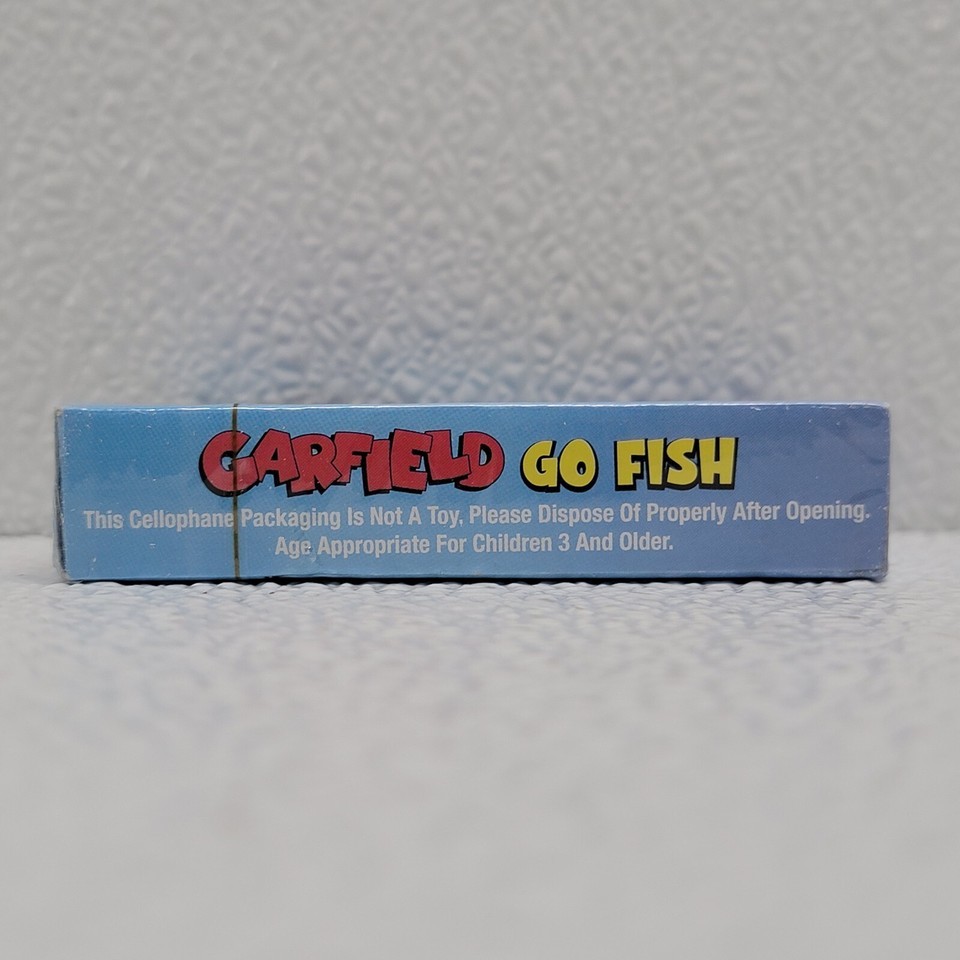 GARFIELD GO FISH
This Cellophane Packaging Is Not A Toy, Please Dispose Of Properly After Opening.
Age Appropriate For Children 3 And Older.